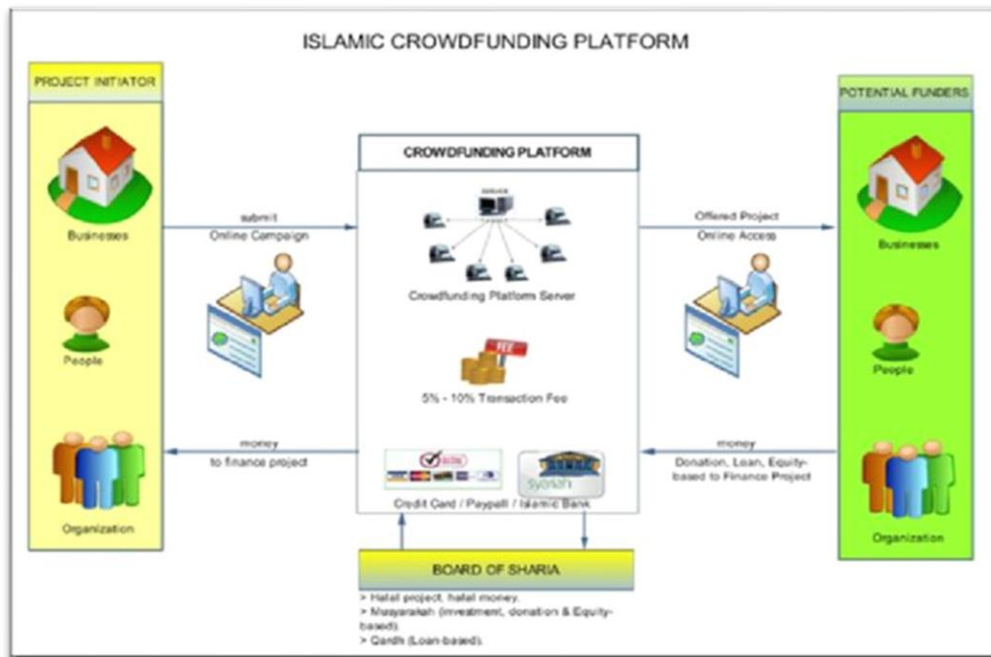 ISLAMIC CROWDFUNDING PLATFORM
PROJECT INITIATOR
Businesses
People
Organization
submit
Online Campaign
money
to finance project
CROWDFUNDING PLATFORM
SERVER
Crowdfunding Platform Server
FEE
5% - 10% Transaction Fee
syariah
Credit Card / Paypall / Islamic Bank
BOARD OF SHARIA
> Halal project, halal money.
> Musyarakah (Investment, donation & Equity-
based).
> Qardh (Loan-based).
Offered Project
Online Access
money
Donation, Loan, Equity-
based to Finance Project
POTENTIAL FUNDERS
Businesses
People
Organization